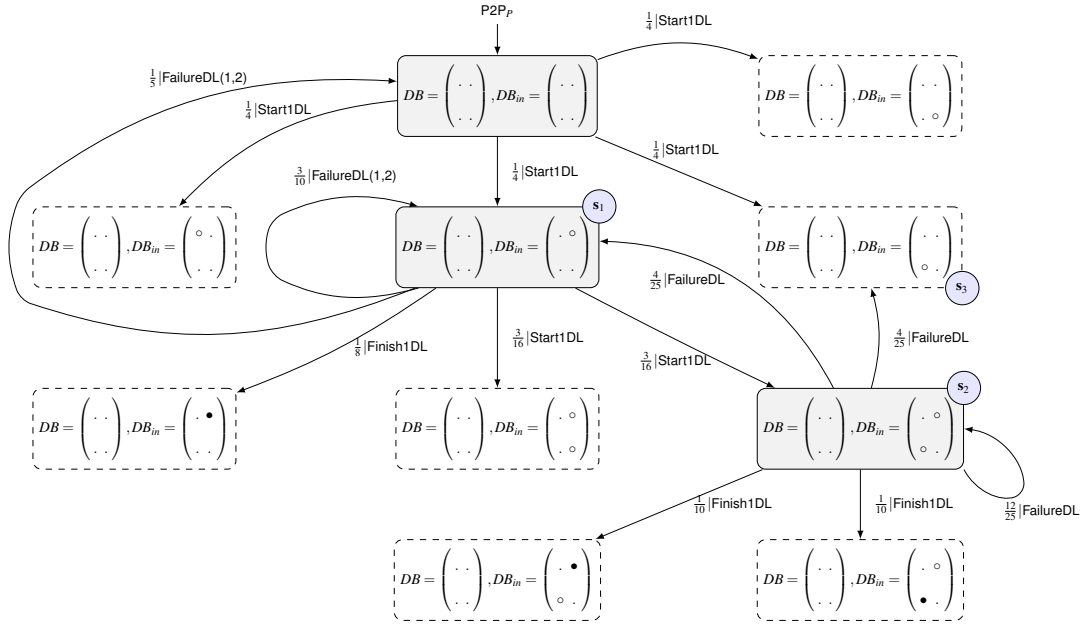 P2P_P
1/4|Start1DL
1/5|FailureDL(1,2)
DB = ( . . / . . ), DB_in = ( . . / . . )
DB = ( . . / . . ), DB_in = ( . . / . ○ )
1/4|Start1DL
1/4|Start1DL
1/4|Start1DL
3/10|FailureDL(1,2)
s_1
DB = ( . . / . . ), DB_in = ( ○ . / . . )
DB = ( . . / . . ), DB_in = ( . ○ / . . )
DB = ( . . / . . ), DB_in = ( . . / ○ . )
s_3
4/25|FailureDL
1/8|Finish1DL
3/16|Start1DL
3/16|Start1DL
4/25|FailureDL
s_2
DB = ( . . / . . ), DB_in = ( . ● / . . )
DB = ( . . / . . ), DB_in = ( . ○ / . ○ )
DB = ( . . / . . ), DB_in = ( . ○ / ○ . )
1/10|Finish1DL
1/10|Finish1DL
12/25|FailureDL
DB = ( . . / . . ), DB_in = ( . ● / ○ . )
DB = ( . . / . . ), DB_in = ( . ○ / ● . )